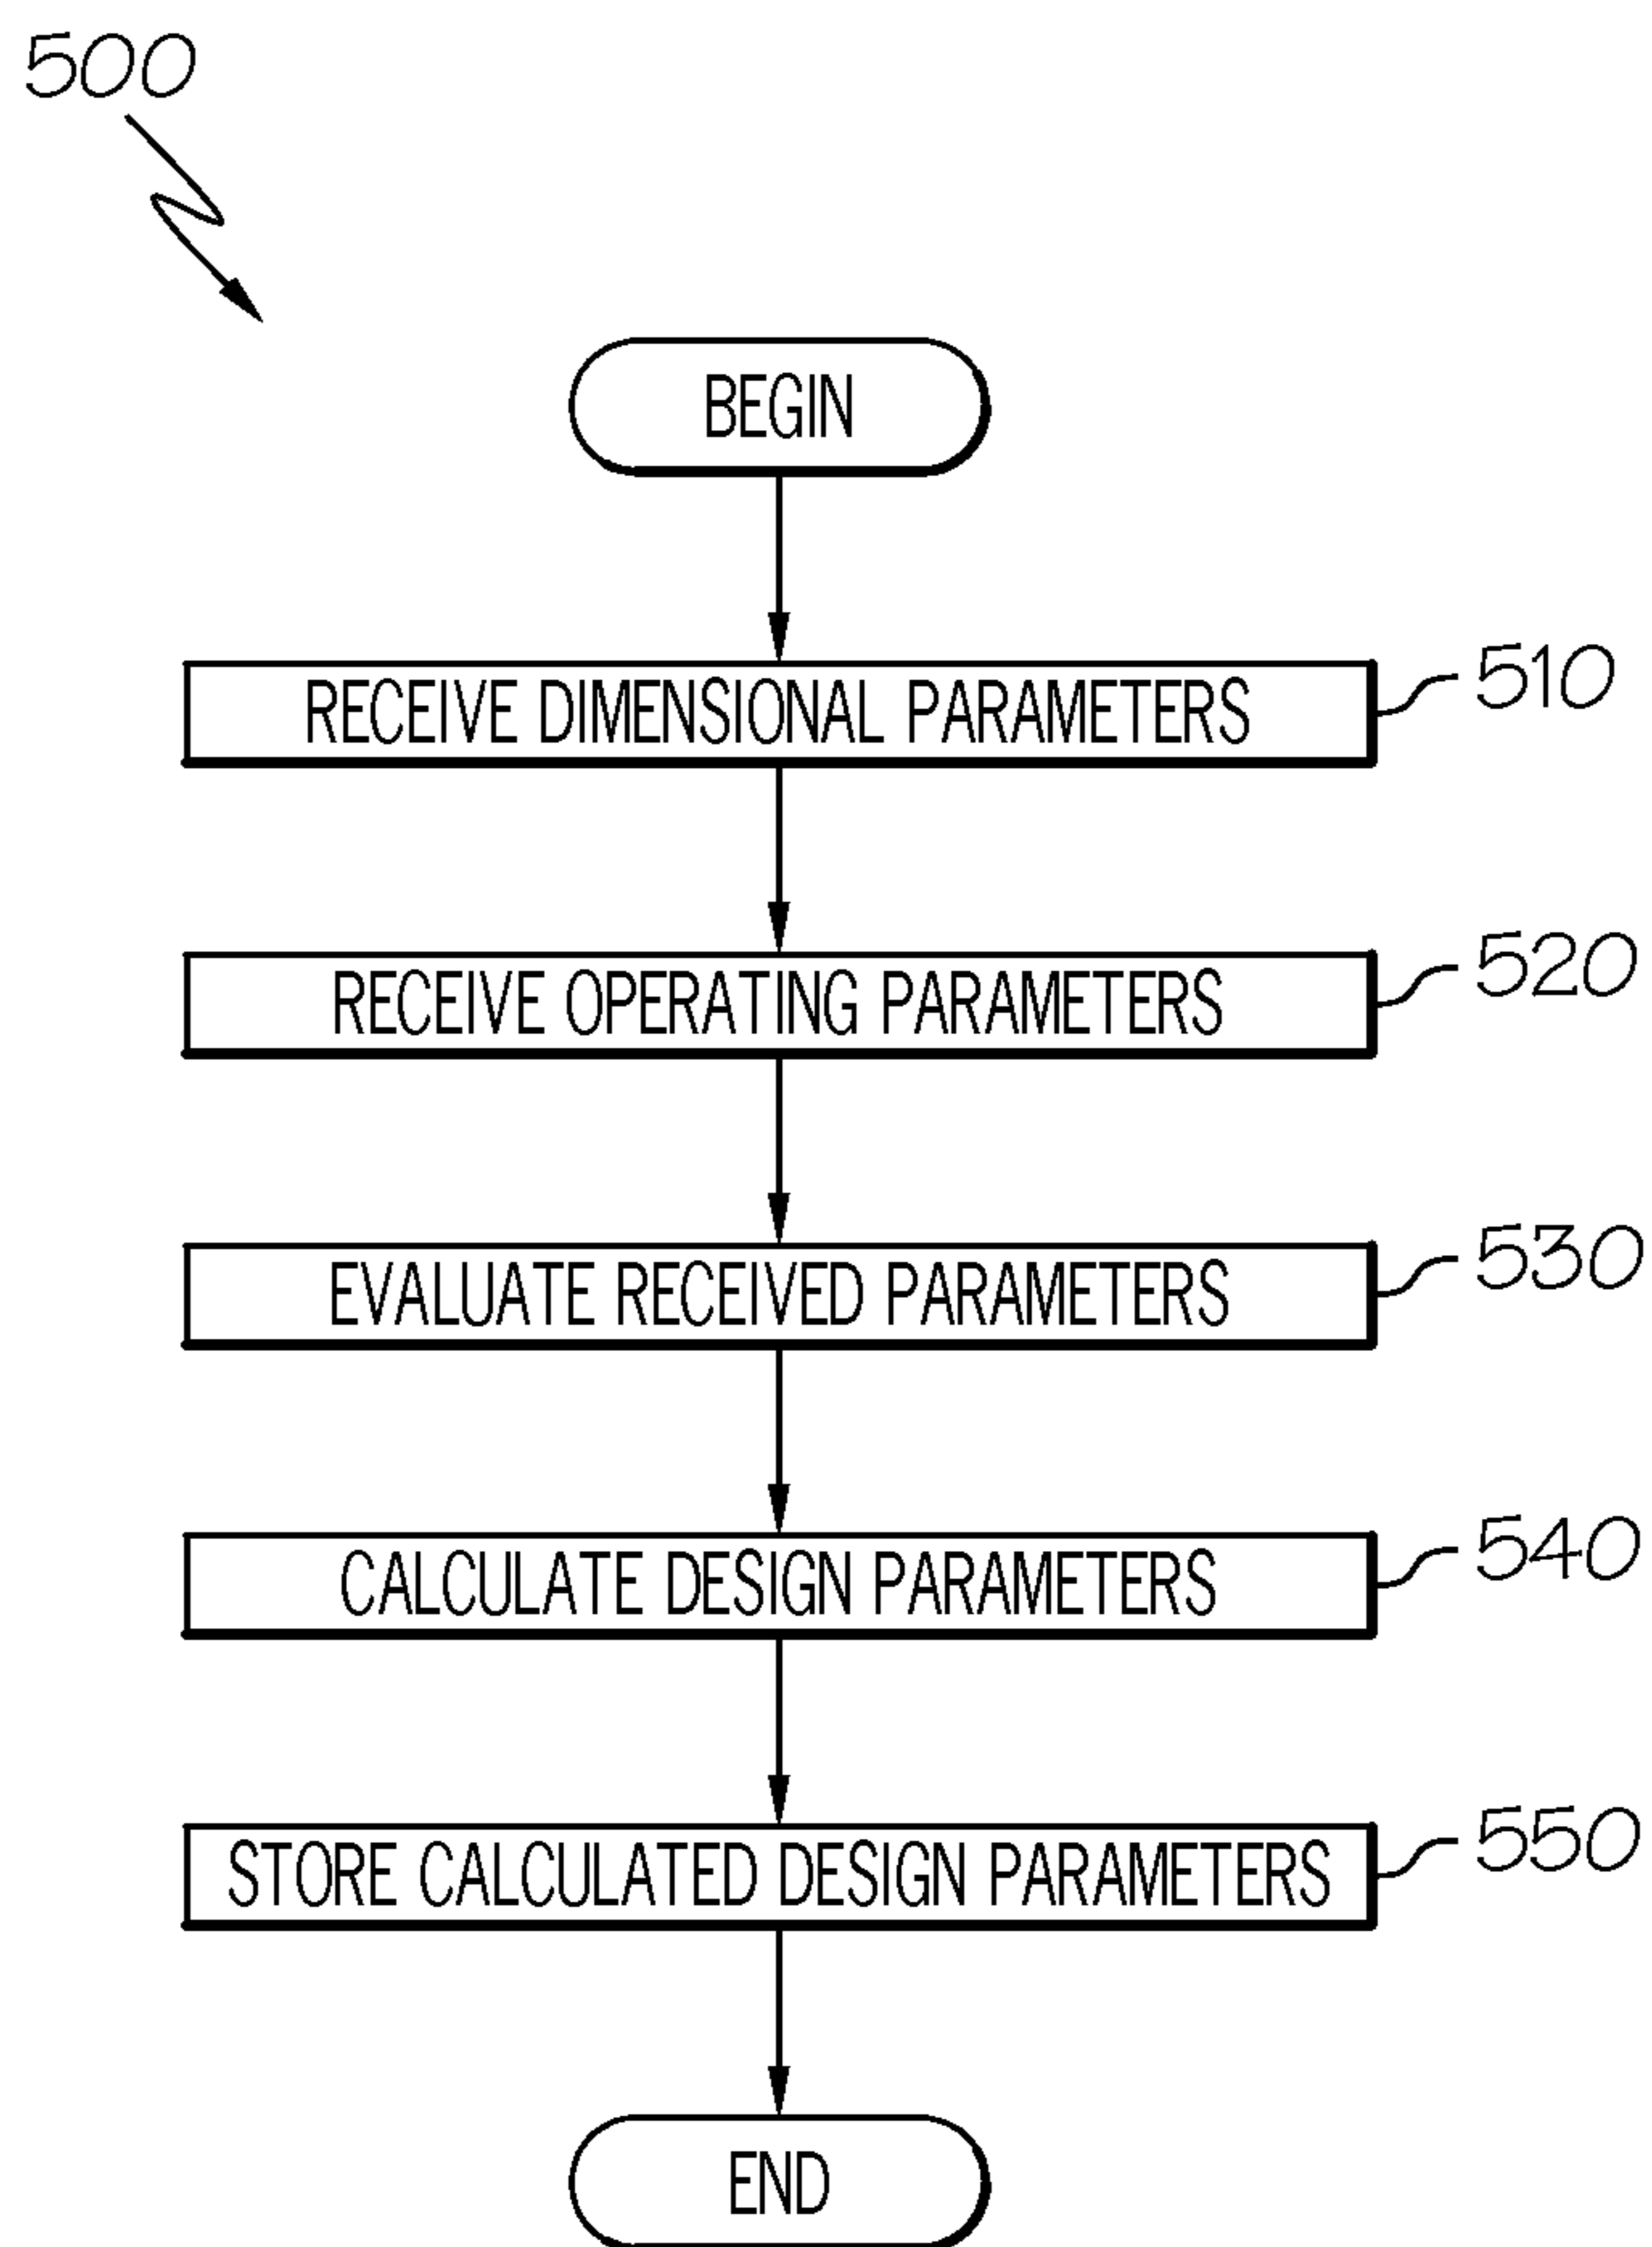 500
BEGIN
RECEIVE DIMENSIONAL PARAMETERS
510
RECEIVE OPERATING PARAMETERS
520
EVALUATE RECEIVED PARAMETERS
530
CALCULATE DESIGN PARAMETERS
540
STORE CALCULATED DESIGN PARAMETERS
550
END